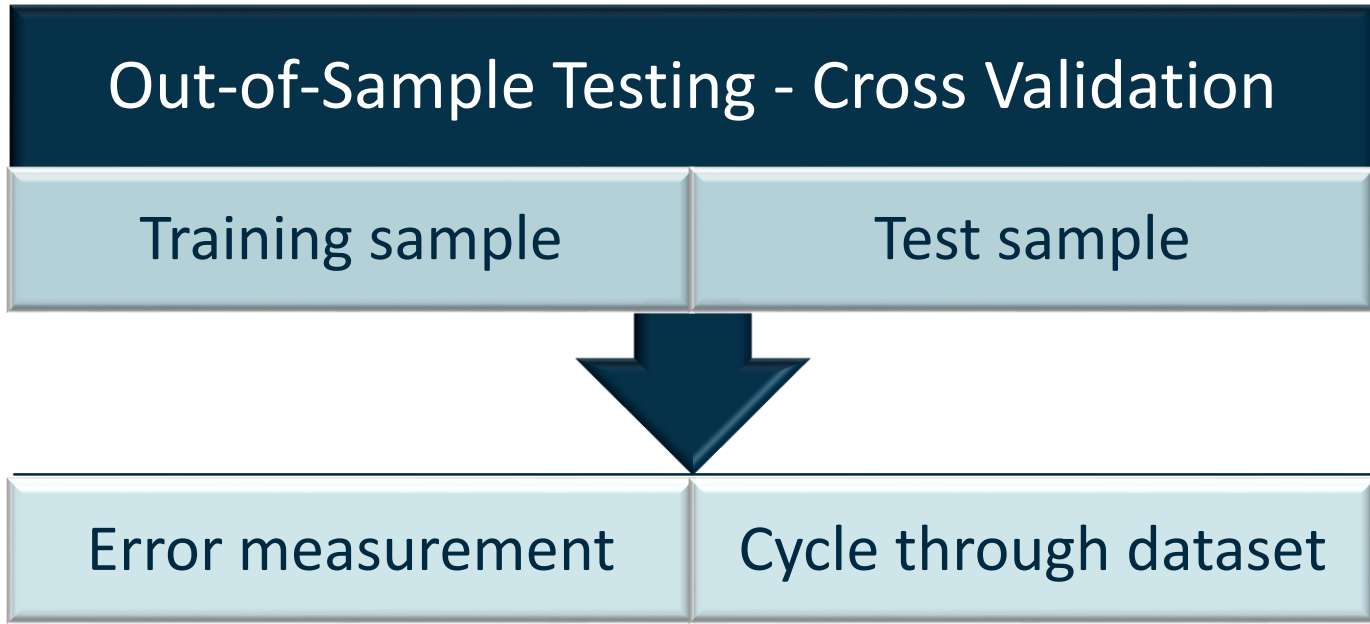 Out-of-Sample Testing - Cross Validation
Training sample
Test sample
Error measurement
Cycle through dataset